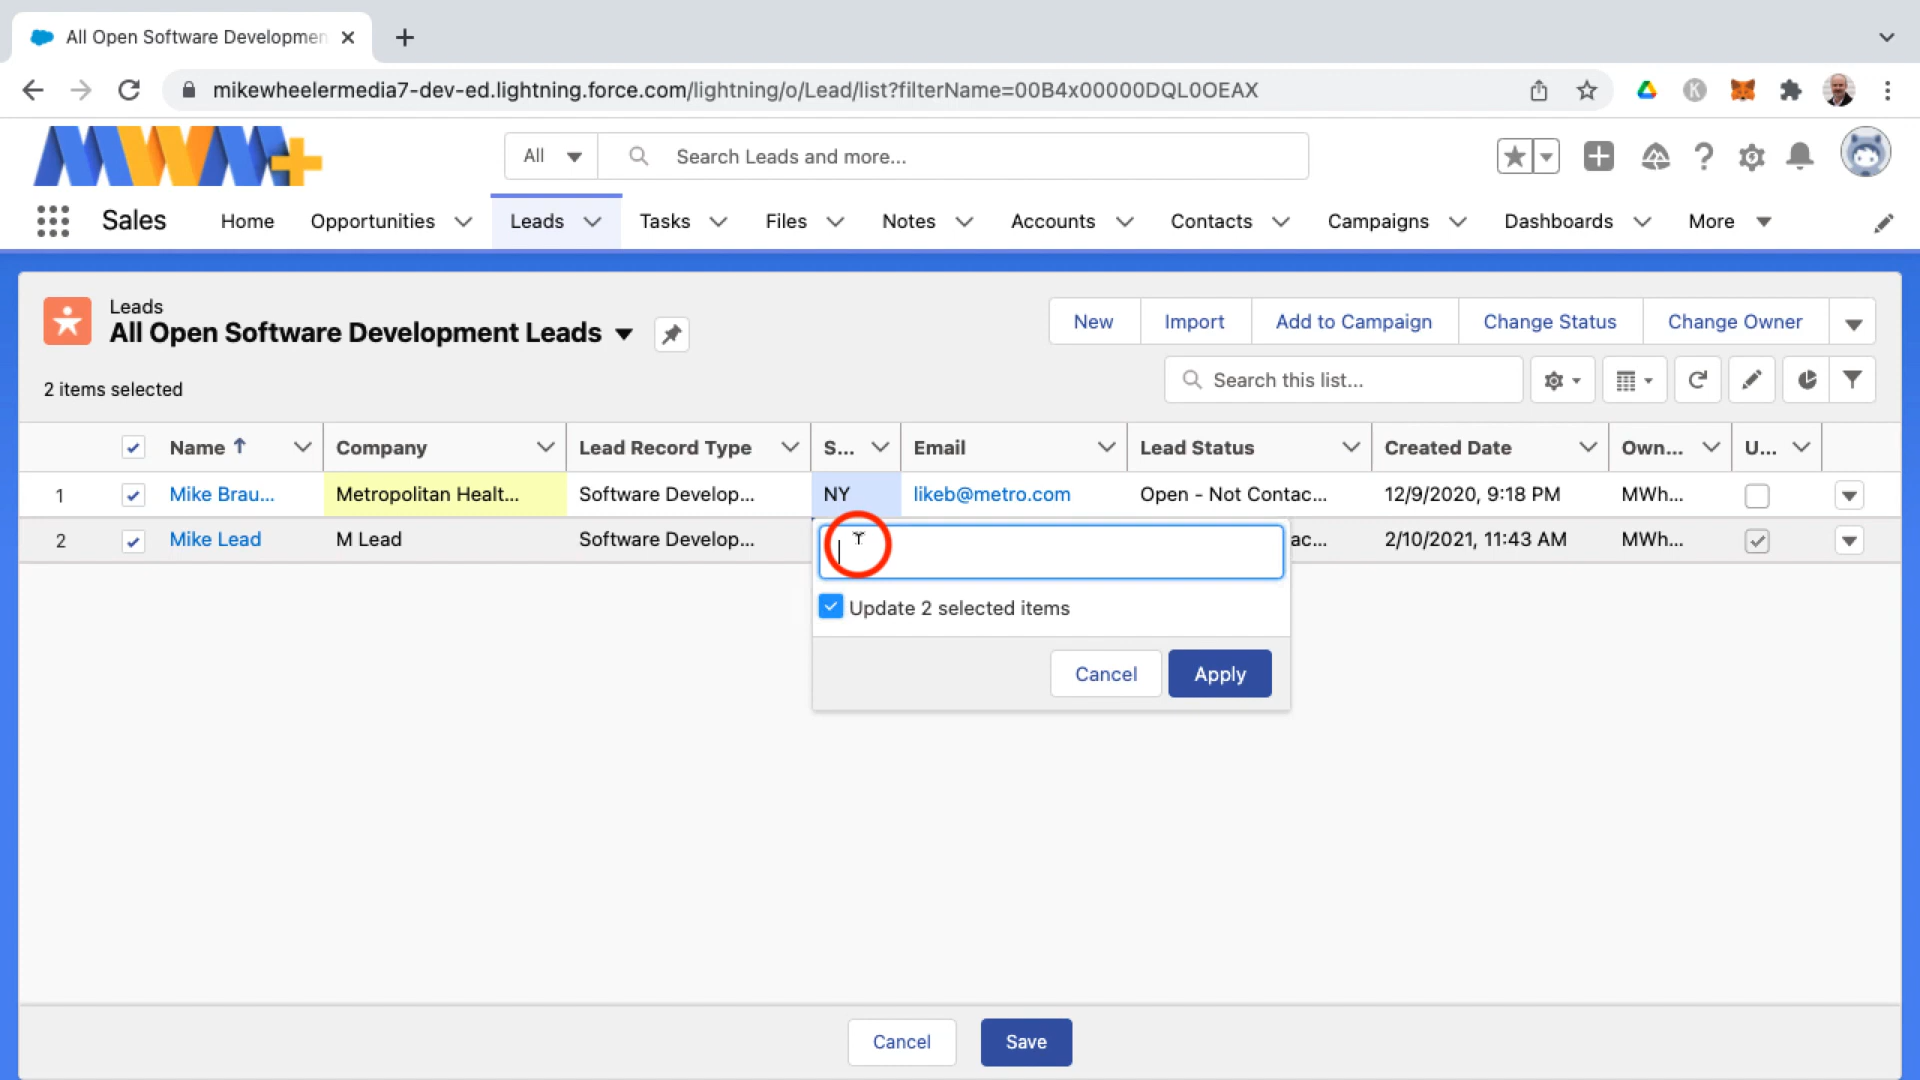 All Open Software Developmen
mikewheelermedia7-dev-ed.lightning.force.com/lightning/o/Lead/list?filterName=00B4x00000DQL0OEAX
K
MWM+
All
Search Leads and more...
Sales
Home
Opportunities
Leads
Tasks
Files
Notes
Accounts
Contacts
Campaigns
Dashboards
More
Leads
All Open Software Development Leads
New
Import
Add to Campaign
Change Status
Change Owner
2 items selected
Search this list...
Name
Company
Lead Record Type
S...
Email
Lead Status
Created Date
Own...
U...
1
Mike Brau...
Metropolitan Healt...
Software Develop...
NY
likeb@metro.com
Open - Not Contac...
12/9/2020, 9:18 PM
MWh...
2
Mike Lead
M Lead
Software Develop...
ac...
2/10/2021, 11:43 AM
MWh...
Update 2 selected items
Cancel
Apply
Cancel
Save